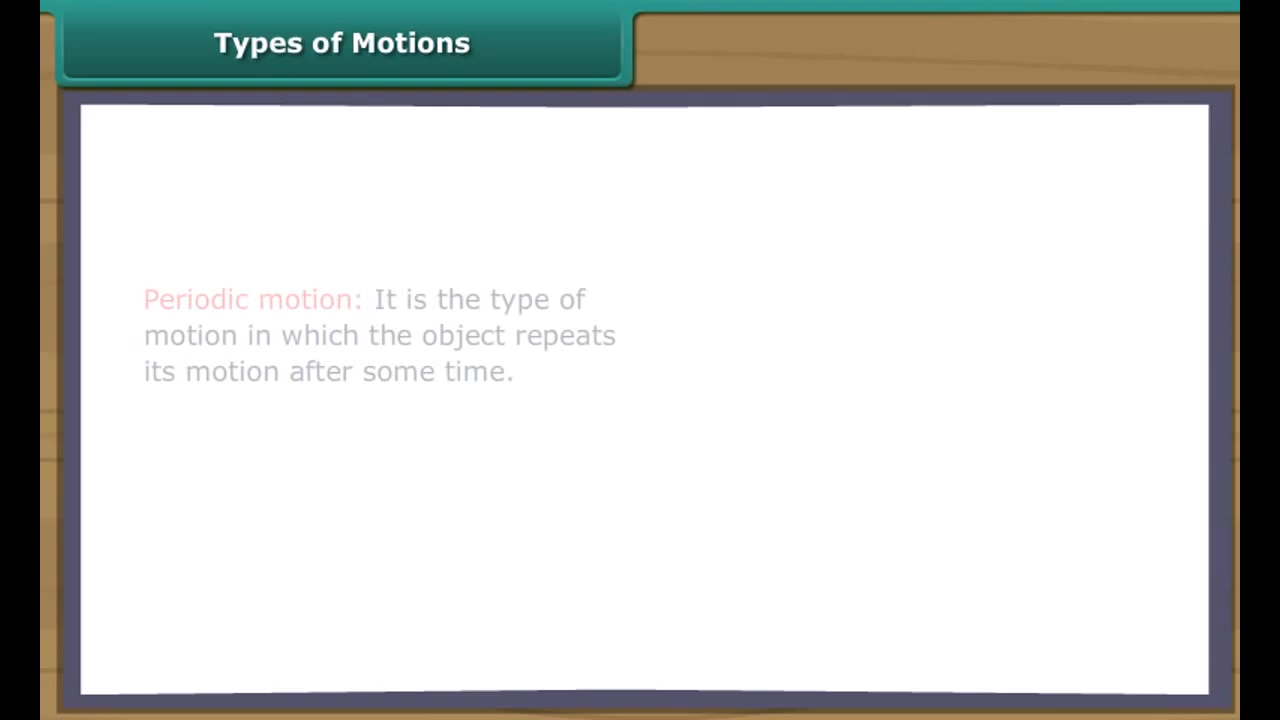 Types of Motions
Periodic motion: It is the type of
motion in which the object repeats
its motion after some time.